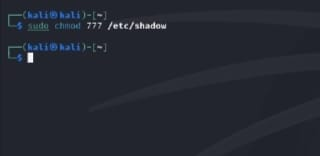 ┌──(kali㉿kali)-[~]
└─$ sudo chmod 777 /etc/shadow
┌──(kali㉿kali)-[~]
└─$